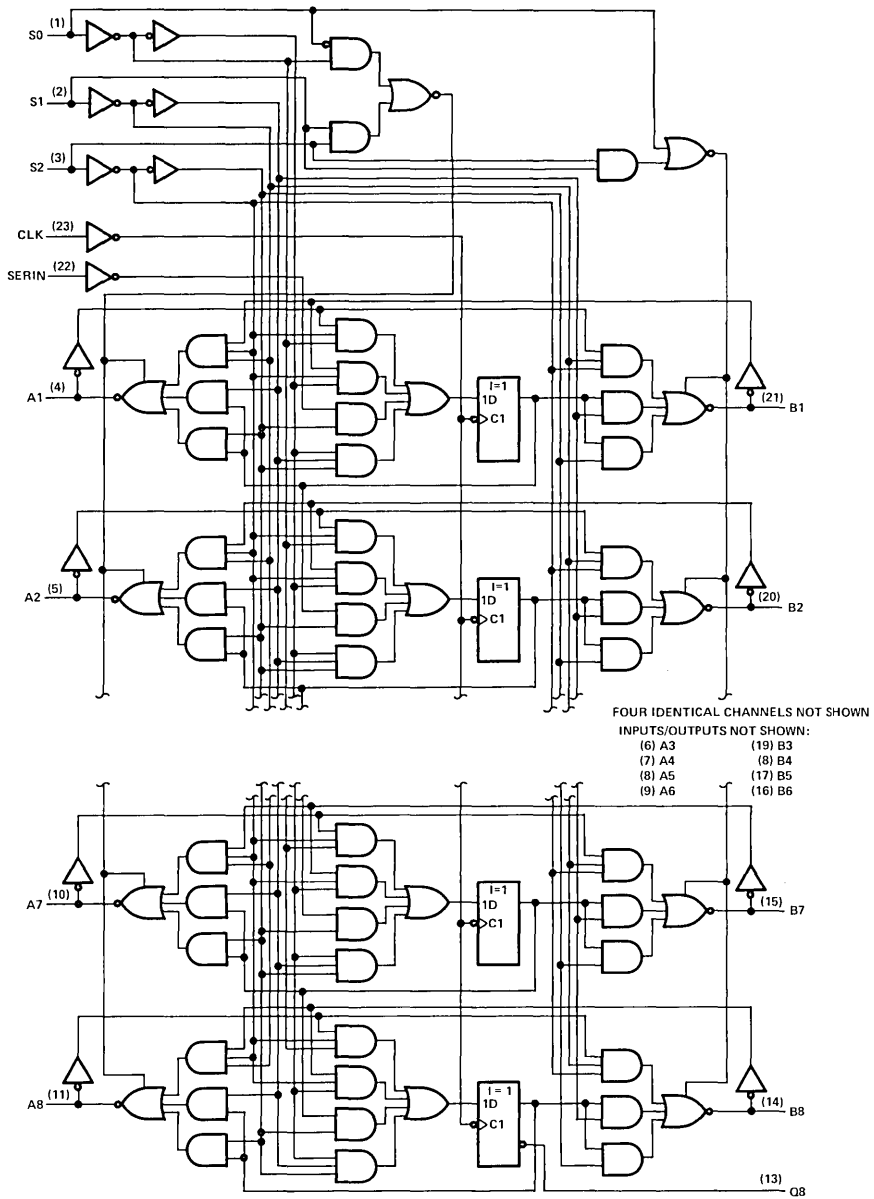 S0 (1)
S1 (2)
S2 (3)
CLK (23)
SERIN (22)
A1 (4)
I=1
1D
C1
(21) B1
A2 (5)
I=1
1D
C1
(20) B2
FOUR IDENTICAL CHANNELS NOT SHOWN
INPUTS/OUTPUTS NOT SHOWN:
(6) A3 (19) B3
(7) A4 (8) B4
(8) A5 (17) B5
(9) A6 (16) B6
A7 (10)
I=1
1D
C1
(15) B7
A8 (11)
I= 1
1D
C1
(14) B8
(13) Q8